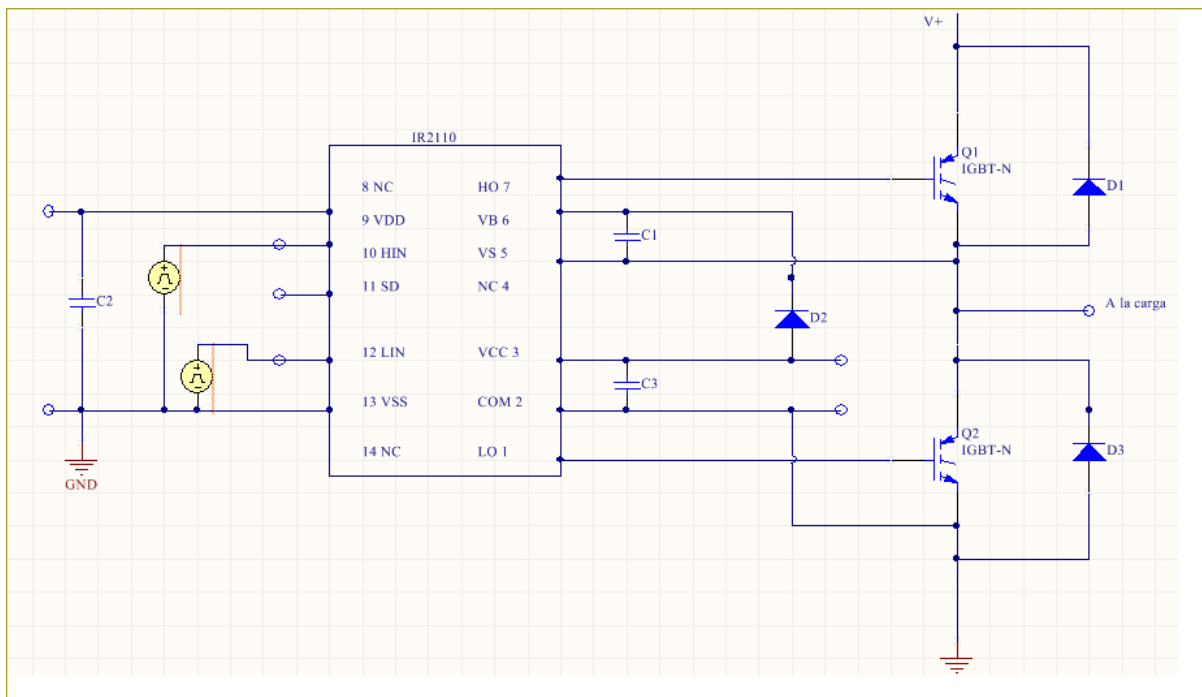 V+
IR2110
Q1
IGBT-N
D1
8 NC
HO 7
9 VDD
VB 6
C1
10 HIN
VS 5
11 SD
NC 4
C2
A la carga
D2
12 LIN
VCC 3
C3
13 VSS
COM 2
Q2
IGBT-N
D3
14 NC
LO 1
GND